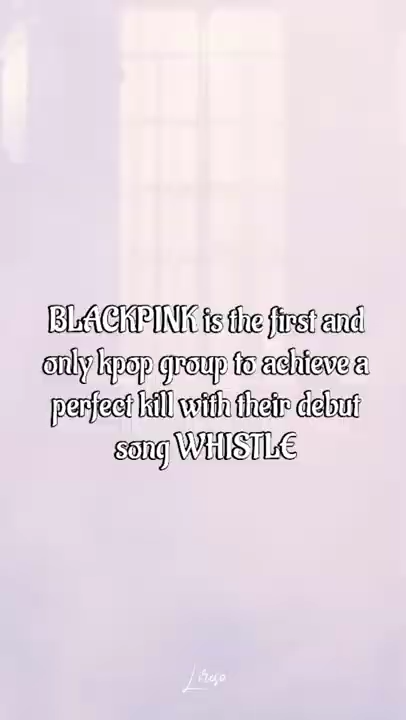 BLACKPINK is the first and
only kpop group to achieve a
perfect kill with their debut
song WHISTLE